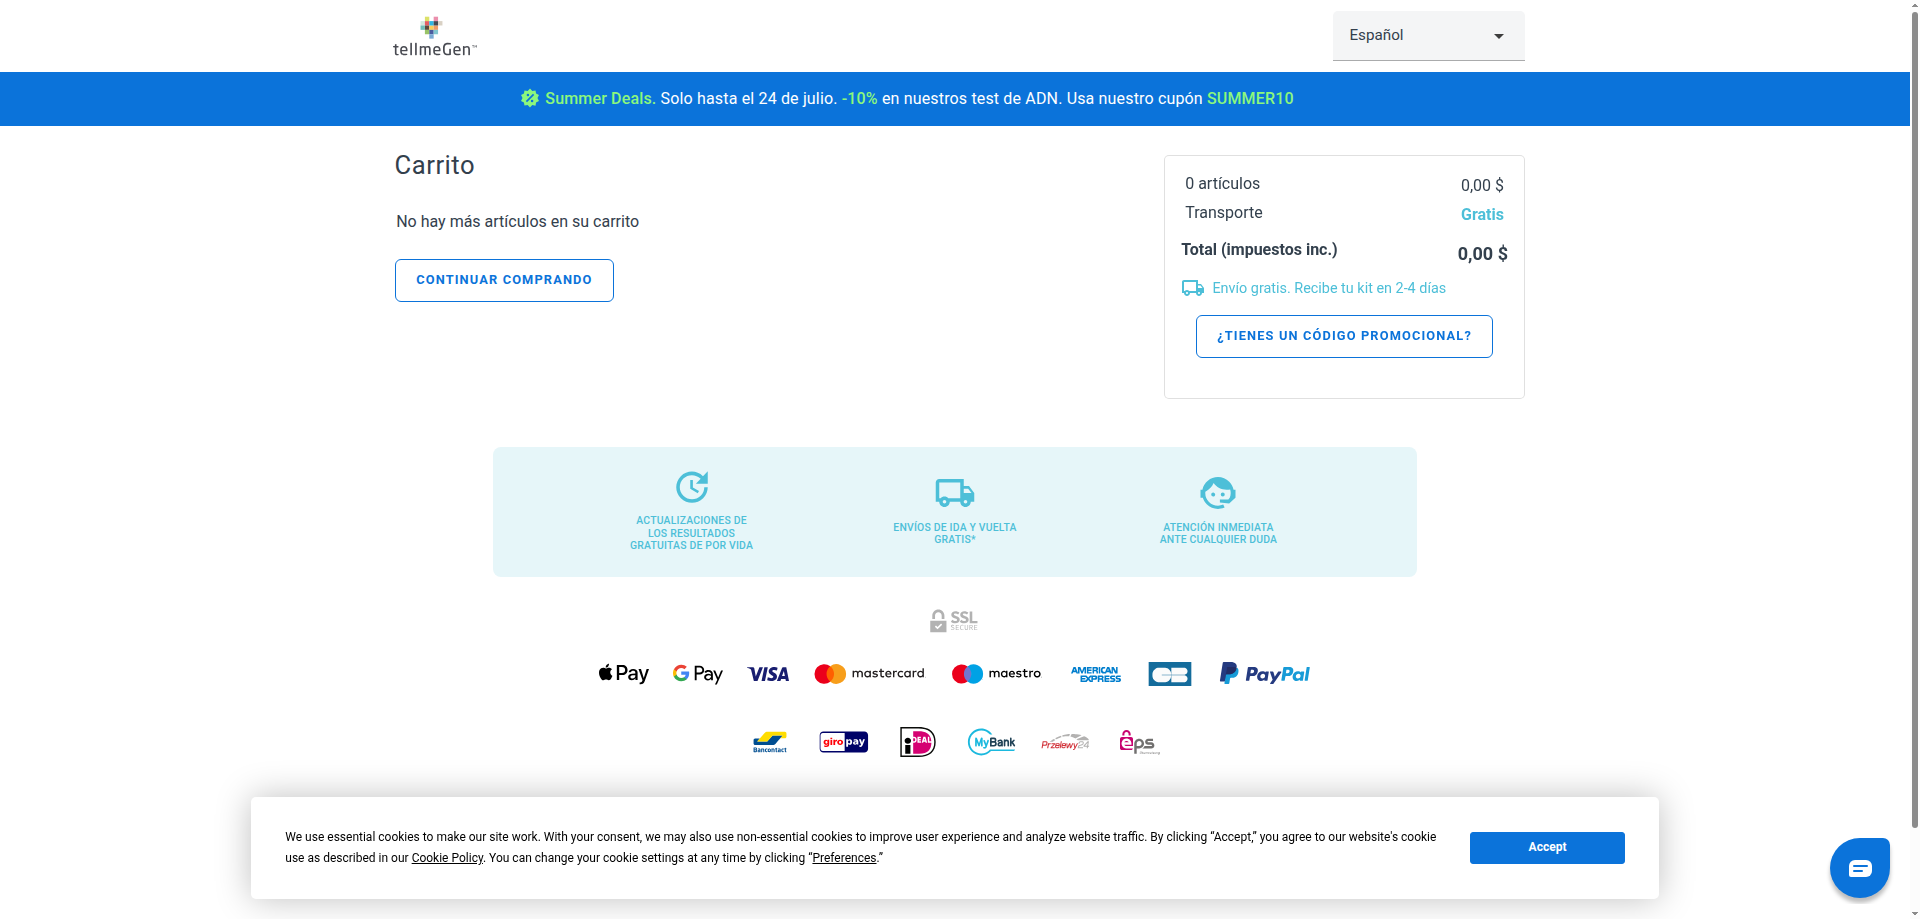 tellmeGen™
Español
Summer Deals. Solo hasta el 24 de julio. -10% en nuestros test de ADN. Usa nuestro cupón SUMMER10
Carrito
No hay más artículos en su carrito
CONTINUAR COMPRANDO
0 artículos
0,00 $
Transporte
Gratis
Total (impuestos inc.)
0,00 $
Envío gratis. Recibe tu kit en 2-4 días
¿TIENES UN CÓDIGO PROMOCIONAL?
ACTUALIZACIONES DE
LOS RESULTADOS
GRATUITAS DE POR VIDA
ENVÍOS DE IDA Y VUELTA
GRATIS*
ATENCIÓN INMEDIATA
ANTE CUALQUIER DUDA
SSL
SECURE
Pay
G Pay
VISA
mastercard
maestro
AMERICAN
EXPRESS
CB
PayPal
Bancontact
giropay
iDEAL
MyBank
Przelewy24
eps
We use essential cookies to make our site work. With your consent, we may also use non-essential cookies to improve user experience and analyze website traffic. By clicking “Accept,” you agree to our website's cookie
use as described in our Cookie Policy. You can change your cookie settings at any time by clicking “Preferences.”
Accept